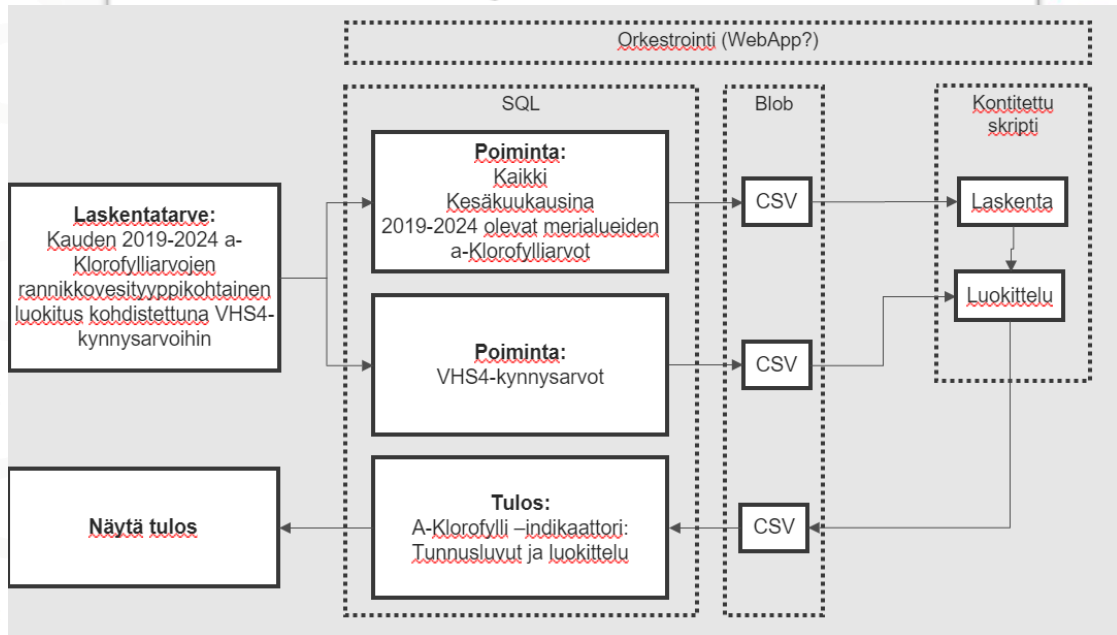 Orkestrointi (WebApp?)
SQL
Blob
Kontitettu
skripti
Laskentatarve:
Kauden 2019-2024 a-
Klorofylliarvojen
rannikkovesityyppikohtainen
luokitus kohdistettuna VHS4-
kynnysarvoihin
Poiminta:
Kaikki
Kesäkuukausina
2019-2024 olevat merialueiden
a-Klorofylliarvot
CSV
Laskenta
Luokittelu
Poiminta:
VHS4-kynnysarvot
CSV
Tulos:
A-Klorofylli –indikaattori:
Tunnusluvut ja luokittelu
CSV
Näytä tulos